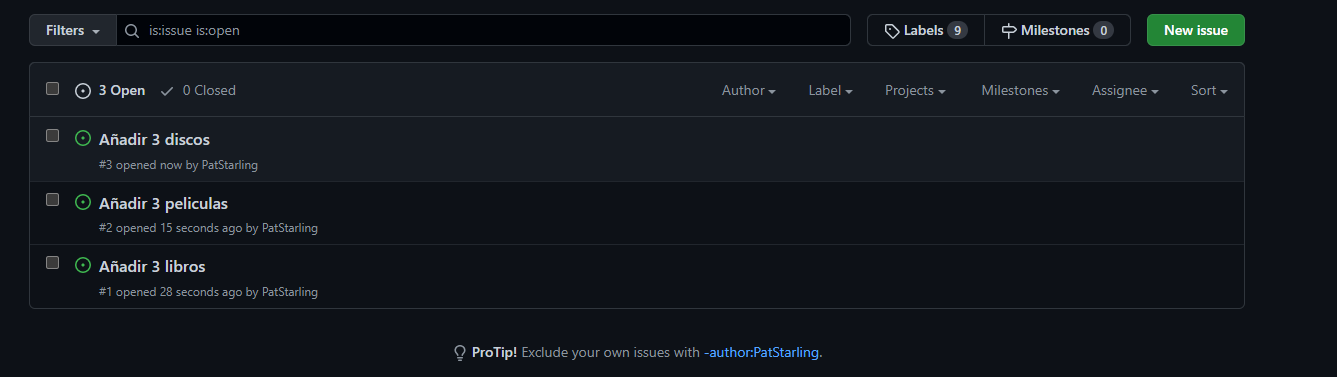 Filters is:issue is:open Labels 9 Milestones 0 New issue
3 Open 0 Closed Author Label Projects Milestones Assignee Sort
Añadir 3 discos
#3 opened now by PatStarling
Añadir 3 peliculas
#2 opened 15 seconds ago by PatStarling
Añadir 3 libros
#1 opened 28 seconds ago by PatStarling
ProTip! Exclude your own issues with -author:PatStarling.